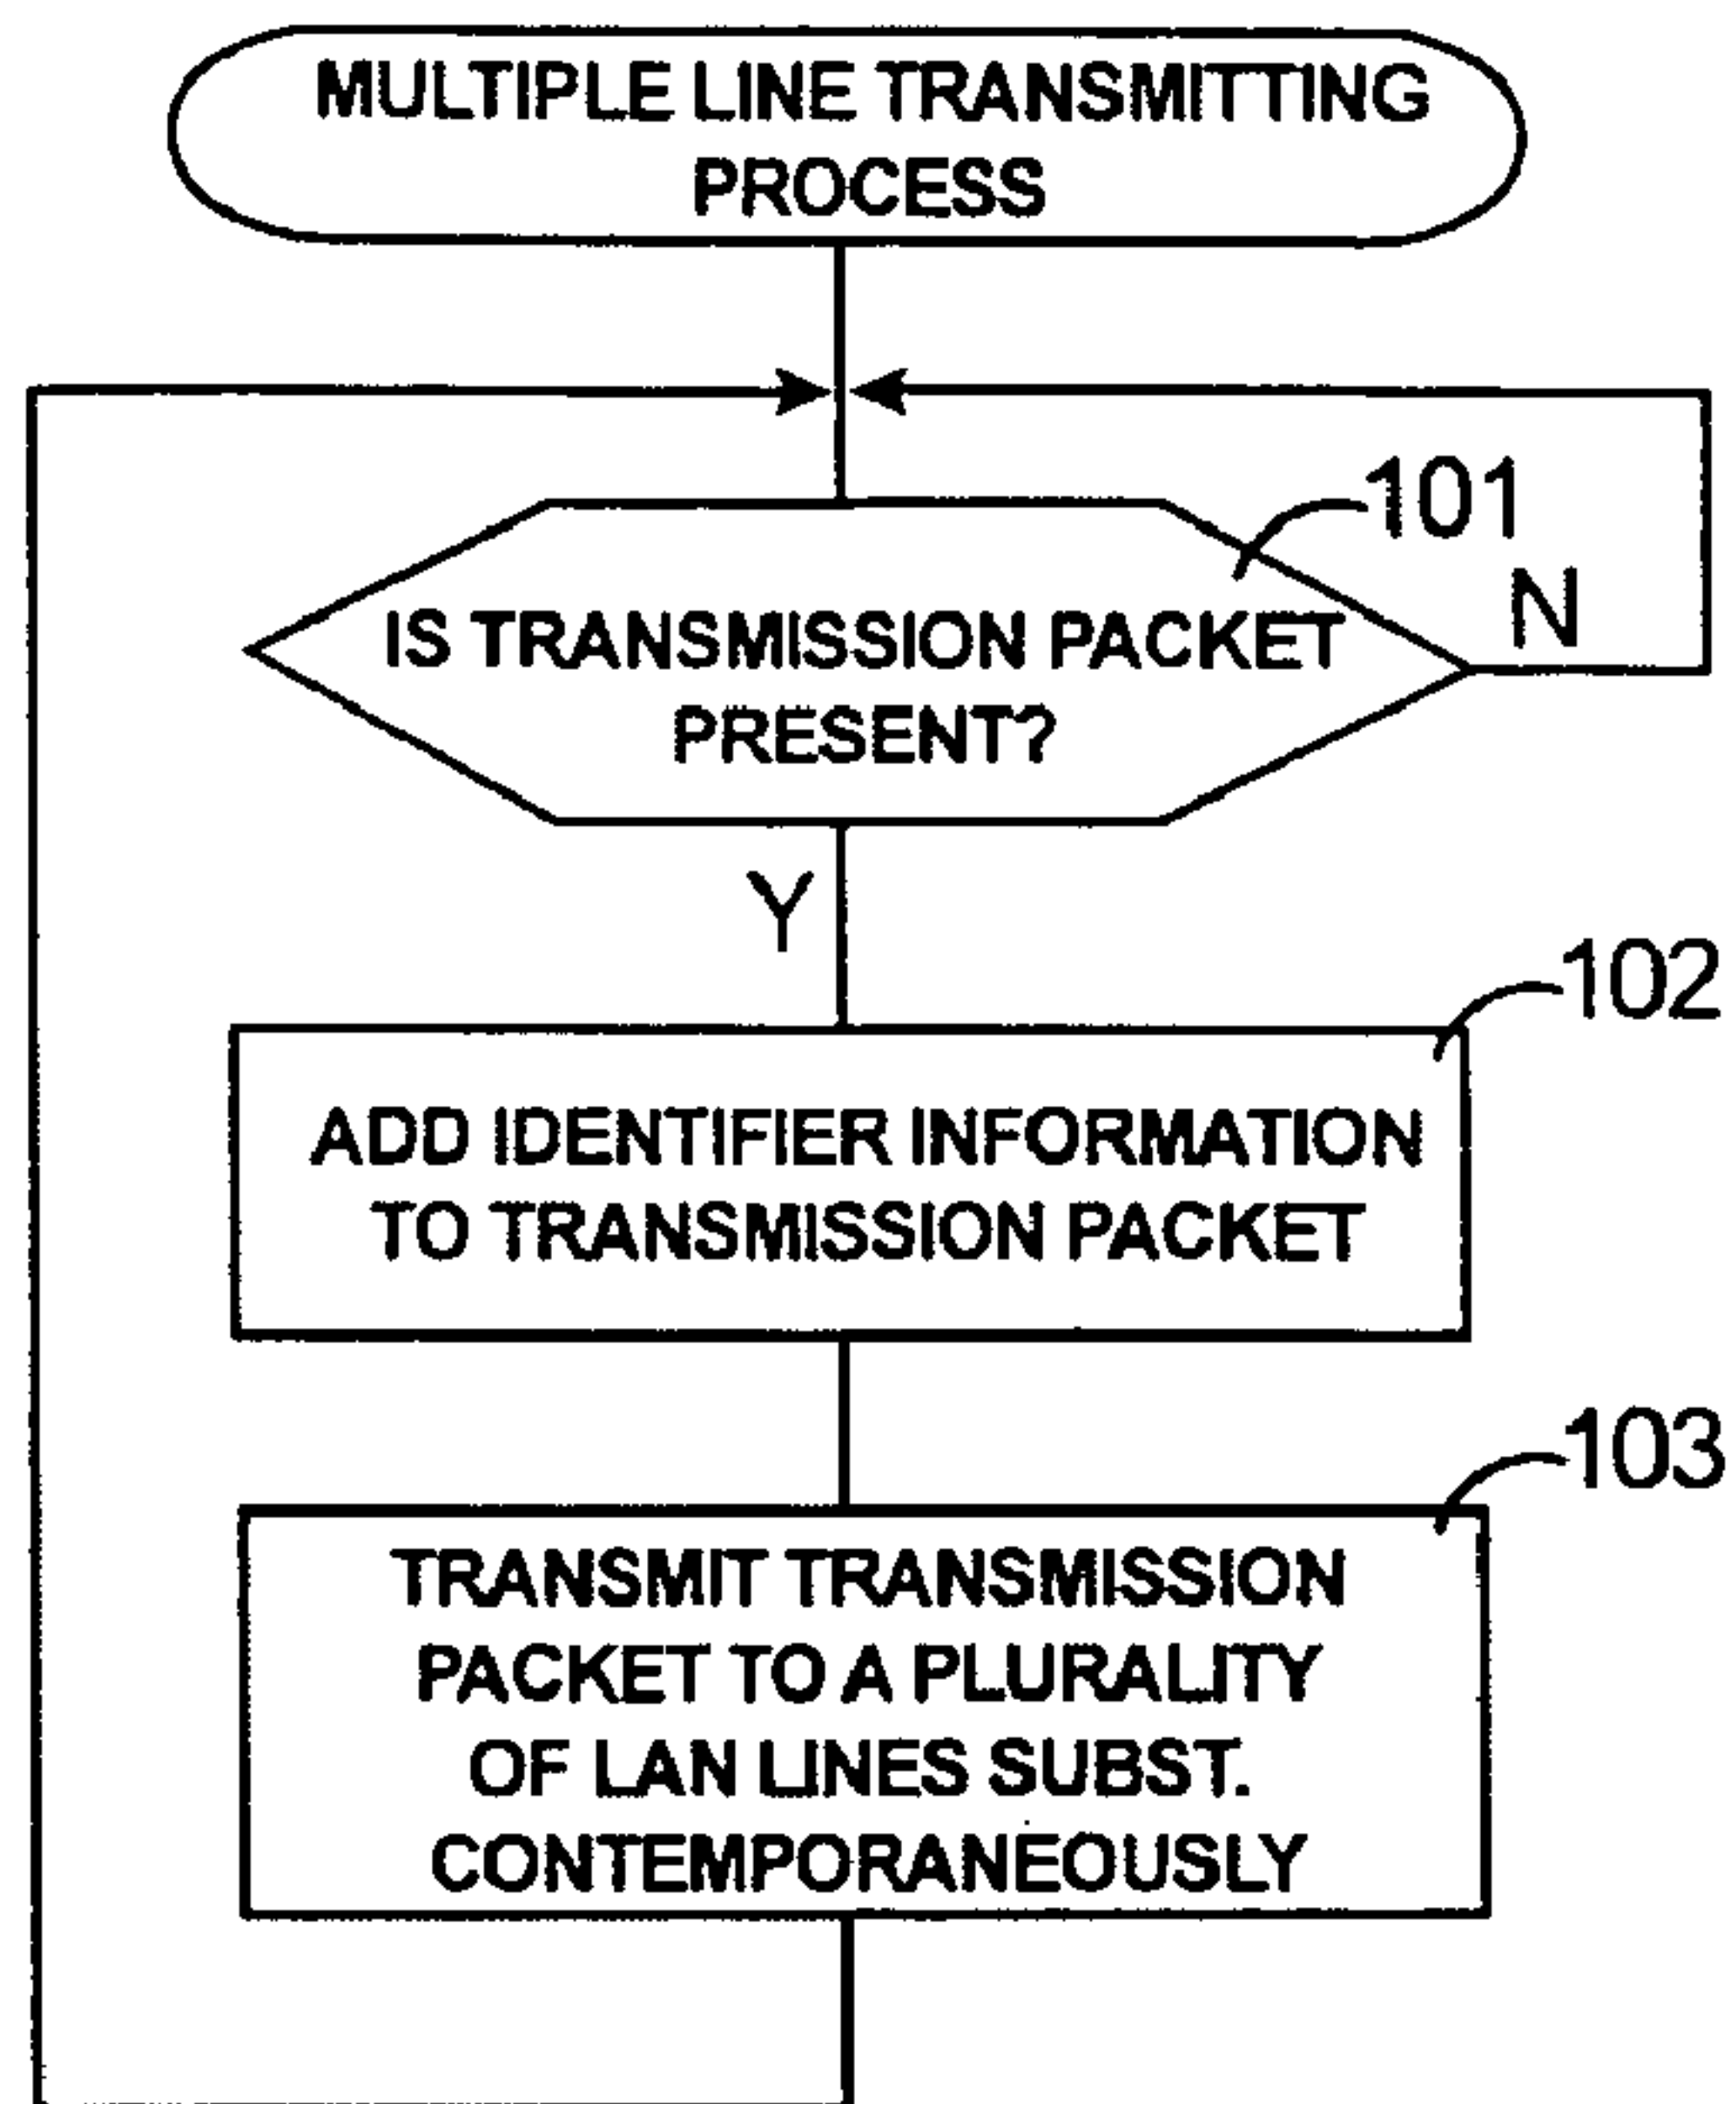 MULTIPLE LINE TRANSMITTING
PROCESS
101
N
IS TRANSMISSION PACKET
PRESENT?
Y
102
ADD IDENTIFIER INFORMATION
TO TRANSMISSION PACKET
103
TRANSMIT TRANSMISSION
PACKET TO A PLURALITY
OF LAN LINES SUBST.
CONTEMPORANEOUSLY